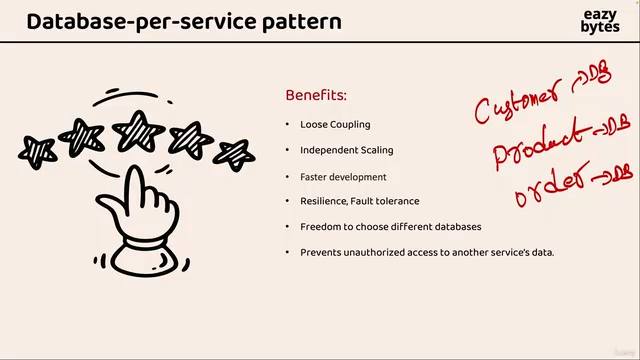 Database-per-service pattern
eazy
bytes
Benefits:
Customer → DB
• Loose Coupling
Product → DB
• Independent Scaling
• Faster development
order → DB
• Resilience, Fault tolerance
• Freedom to choose different databases
• Prevents unauthorized access to another service's data.